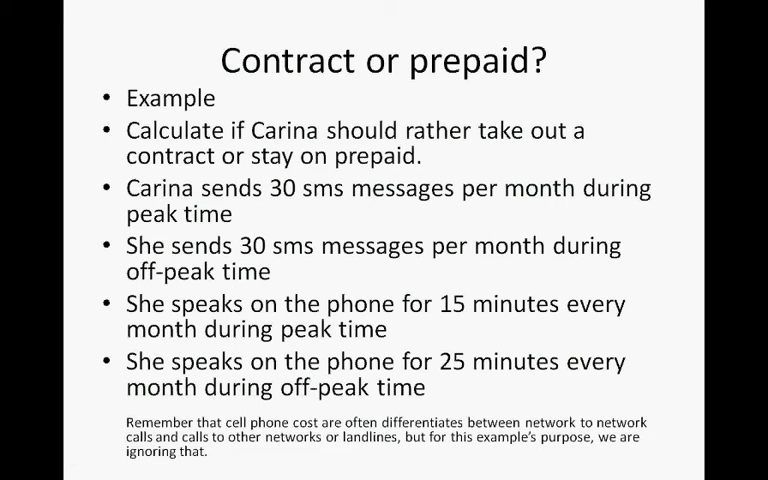 Contract or prepaid?
• Example
• Calculate if Carina should rather take out a
contract or stay on prepaid.
• Carina sends 30 sms messages per month during
peak time
• She sends 30 sms messages per month during
off-peak time
• She speaks on the phone for 15 minutes every
month during peak time
• She speaks on the phone for 25 minutes every
month during off-peak time
Remember that cell phone cost are often differentiates between network to network
calls and calls to other networks or landlines, but for this example's purpose, we are
ignoring that.